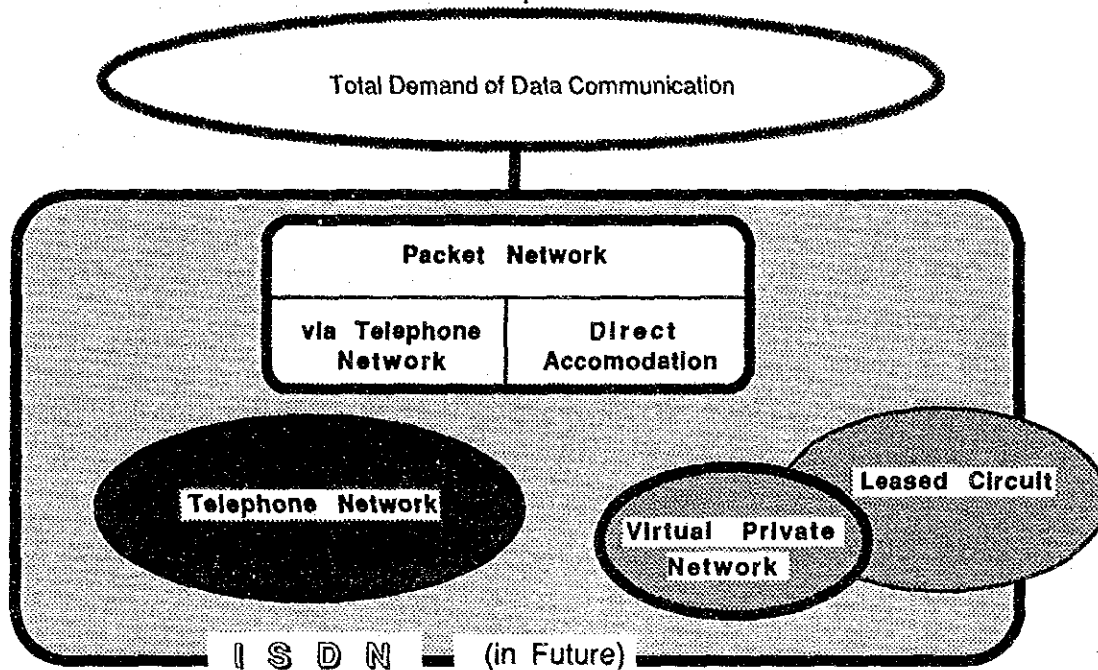 Total Demand of Data Communication
Packet Network
via Telephone
Network
Direct
Accomodation
Telephone Network
Leased Circuit
Virtual Private
Network
ISDN (in Future)